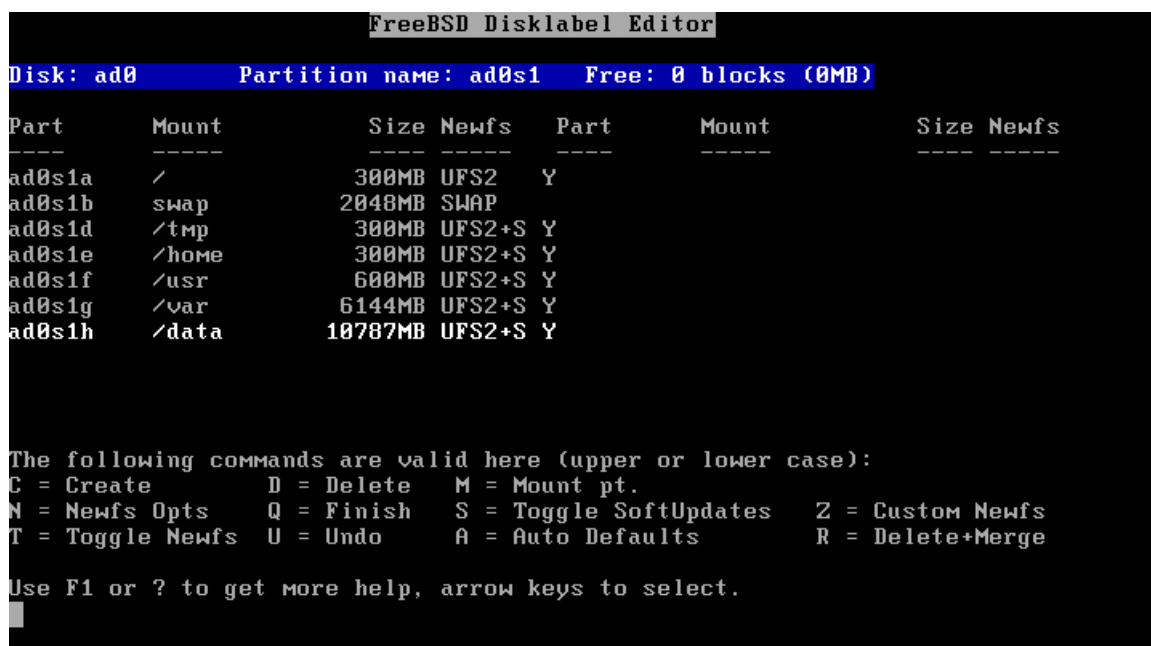 FreeBSD Disklabel Editor
Disk: ad0       Partition name: ad0s1   Free: 0 blocks (0MB)
Part      Mount          Size Newfs   Part      Mount          Size Newfs
----      -----          ---- -----   ----      -----          ---- -----
ad0s1a    /             300MB UFS2   Y
ad0s1b    swap         2048MB SWAP
ad0s1d    /tmp          300MB UFS2+S Y
ad0s1e    /home         300MB UFS2+S Y
ad0s1f    /usr          600MB UFS2+S Y
ad0s1g    /var         6144MB UFS2+S Y
ad0s1h    /data       10787MB UFS2+S Y
The following commands are valid here (upper or lower case):
C = Create        D = Delete   M = Mount pt.
N = Newfs Opts    Q = Finish   S = Toggle SoftUpdates   Z = Custom Newfs
T = Toggle Newfs  U = Undo     A = Auto Defaults        R = Delete+Merge
Use F1 or ? to get more help, arrow keys to select.